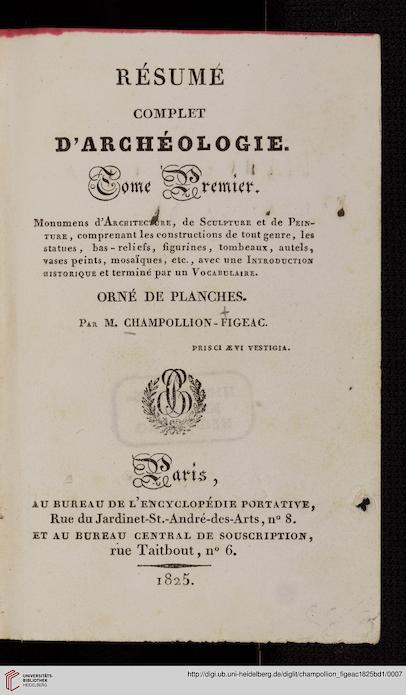 RÉSUMÉ
COMPLET
D'ARCHÉOLOGIE.
Tome Premier.
Monumens d'Architecture, de Sculpture et de Pein-
ture, comprenant les constructions de tout genre, les
statues, bas-reliefs, figurines, tombeaux, autels,
vases peints, mosaïques, etc., avec une Introduction
historique et terminé par un Vocabulaire.
ORNÉ DE PLANCHES.
Par M. CHAMPOLLION-FIGEAC.
PRISCI ÆVI VESTIGIA.
Paris,
AU BUREAU DE L'ENCYCLOPÉDIE PORTATIVE,
Rue du Jardinet-St.-André-des-Arts, nº 8.
ET AU BUREAU CENTRAL DE SOUSCRIPTION,
rue Taitbout, nº 6.
1825.
UNIVERSITÄTS-
BIBLIOTHEK
HEIDELBERG
http://digi.ub.uni-heidelberg.de/diglit/champollion_figeac1825bd1/0007